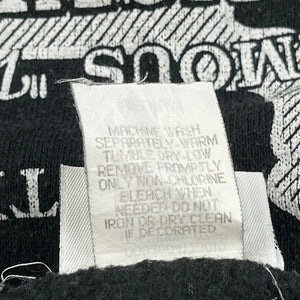 MOUS
MACHINE WASH
SEPARATELY-WARM
TUMBLE DRY-LOW
REMOVE PROMPTLY
ONLY NON-CHLORINE
BLEACH WHEN
NEEDED DO NOT
IRON OR DRY CLEAN
IF DECORATED